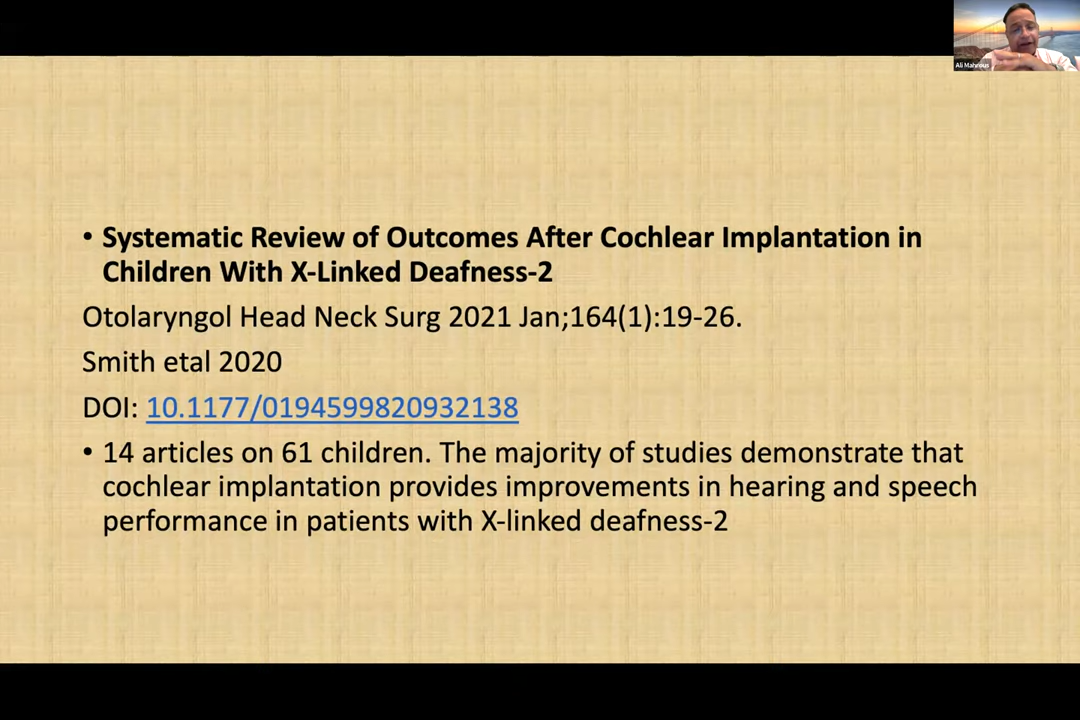 Ali Mahrous
• Systematic Review of Outcomes After Cochlear Implantation in
Children With X-Linked Deafness-2
Otolaryngol Head Neck Surg 2021 Jan;164(1):19-26.
Smith etal 2020
DOI: 10.1177/0194599820932138
• 14 articles on 61 children. The majority of studies demonstrate that
cochlear implantation provides improvements in hearing and speech
performance in patients with X-linked deafness-2